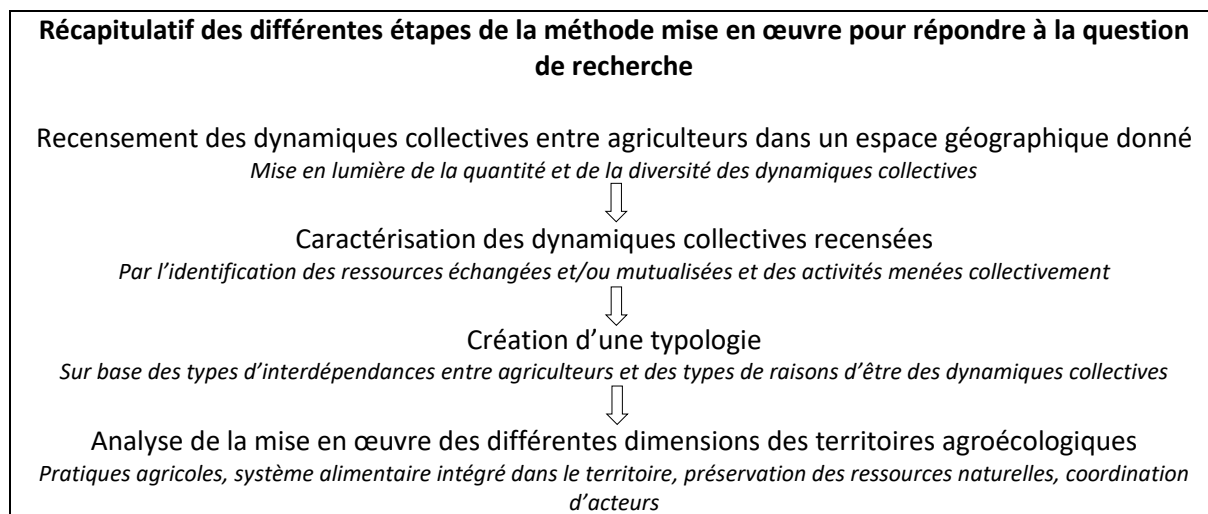 Récapitulatif des différentes étapes de la méthode mise en œuvre pour répondre à la question
de recherche
Recensement des dynamiques collectives entre agriculteurs dans un espace géographique donné
Mise en lumière de la quantité et de la diversité des dynamiques collectives
Caractérisation des dynamiques collectives recensées
Par l’identification des ressources échangées et/ou mutualisées et des activités menées collectivement
Création d’une typologie
Sur base des types d’interdépendances entre agriculteurs et des types de raisons d’être des dynamiques collectives
Analyse de la mise en œuvre des différentes dimensions des territoires agroécologiques
Pratiques agricoles, système alimentaire intégré dans le territoire, préservation des ressources naturelles, coordination
d’acteurs